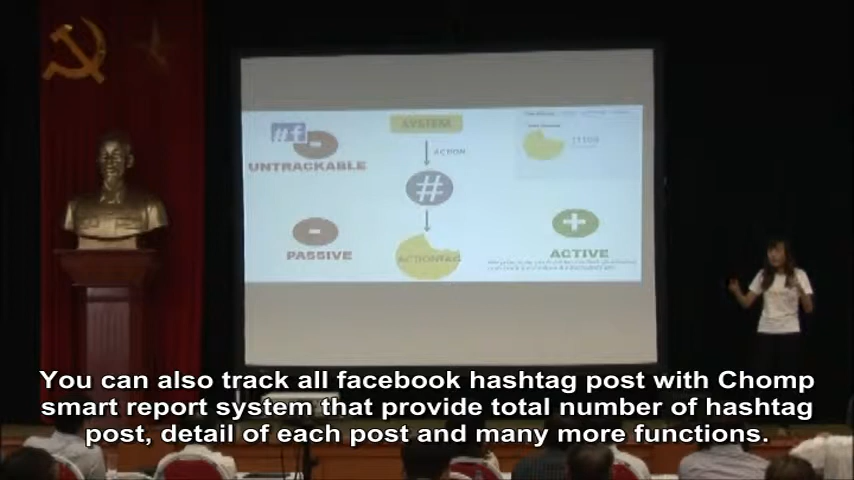 #f
SYSTEM
UNTRACKABLE
ACTION
#
PASSIVE
ACTIONTAG
ACTIVE
You can also track all facebook hashtag post with Chomp
smart report system that provide total number of hashtag
post, detail of each post and many more functions.